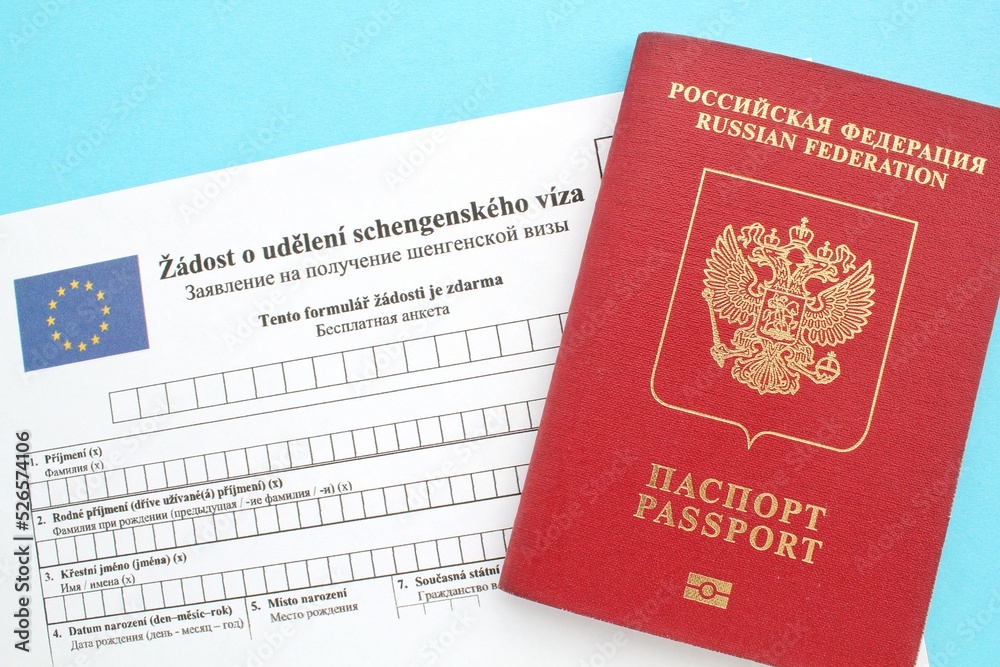 Žádost o udělení schengenského víza
Заявление на получение шенгенской визы
Tento formulář žádosti je zdarma
Бесплатная анкета
1. Příjmení (x)
Фамилия (x)
2. Rodné příjmení (dříve užívané(á) příjmení) (x)
Фамилия при рождении (предыдущая / -ие фамилия / -и) (x)
3. Křestní jméno (jména) (x)
Имя / имена (x)
4. Datum narození (den–měsíc–rok)
Дата рождения (день - месяц – год)
5. Místo narození
Место рождения
7. Současná státní
Гражданство в
РОССИЙСКАЯ ФЕДЕРАЦИЯ
RUSSIAN FEDERATION
ПАСПОРТ
PASSPORT
Adobe Stock | #526574106